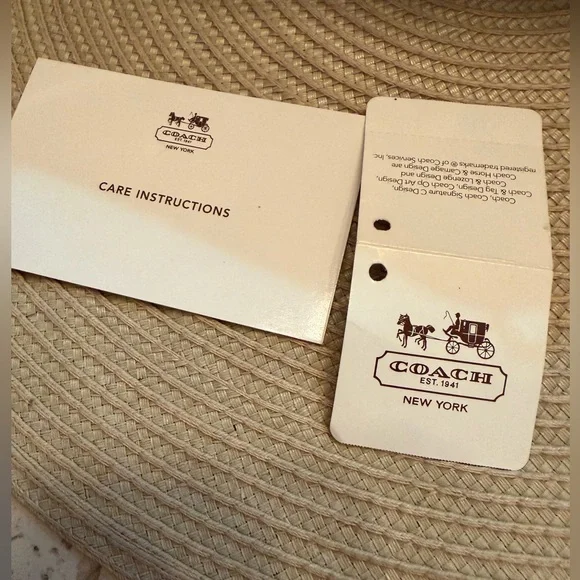 COACH
EST. 1941
NEW YORK
CARE INSTRUCTIONS
Coach, Coach Signature C Design,
Coach & Tag Design, Coach Op Art Design,
Coach & Lozenge Design and
Coach Horse & Carriage Design are
registered trademarks ® of Coach Services, Inc.
COACH
EST. 1941
NEW YORK